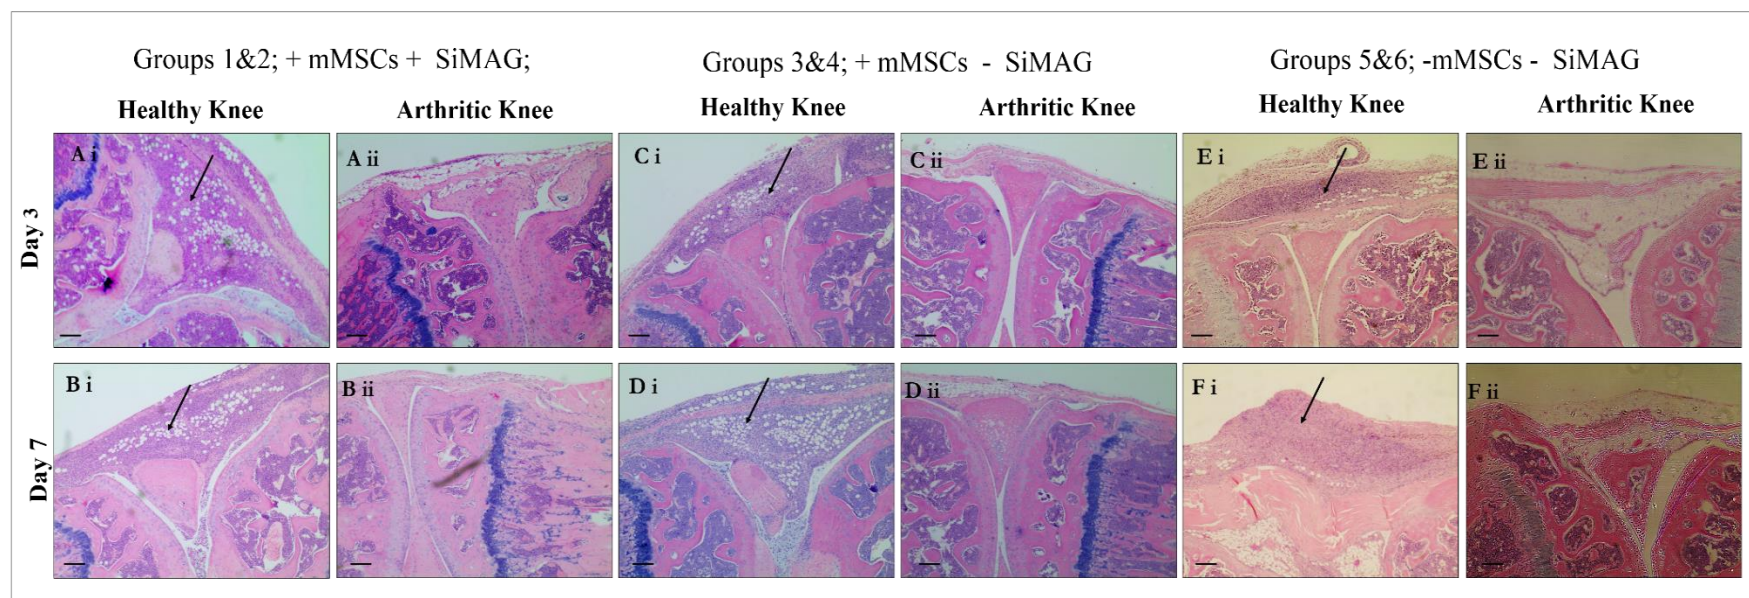 Groups 1&2; + mMSCs + SiMAG;
Groups 3&4; + mMSCs - SiMAG
Groups 5&6; -mMSCs - SiMAG
Healthy Knee
Arthritic Knee
Healthy Knee
Arthritic Knee
Healthy Knee
Arthritic Knee
Day 3
A i
A ii
C i
C ii
E i
E ii
Day 7
B i
B ii
D i
D ii
F i
F ii